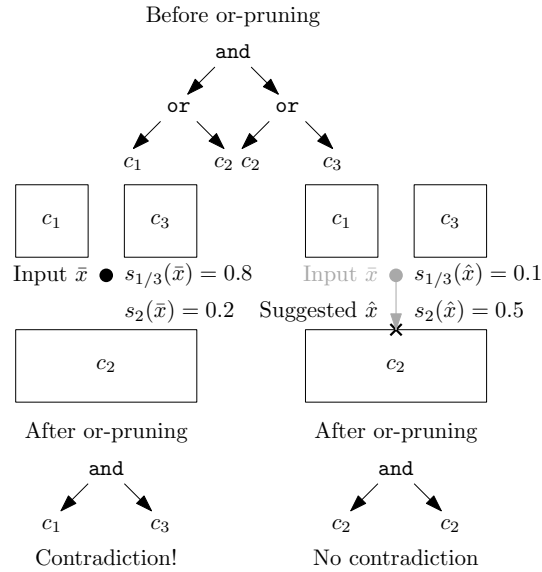 Before or-pruning
and
or or
c₁ c₂ c₂ c₃
c₁ c₃ c₁ c₃
Input x̄ s₁/₃(x̄) = 0.8 Input x̄ s₁/₃(x̂) = 0.1
s₂(x̄) = 0.2 Suggested x̂ s₂(x̂) = 0.5
c₂ c₂
After or-pruning After or-pruning
and and
c₁ c₃ c₂ c₂
Contradiction! No contradiction